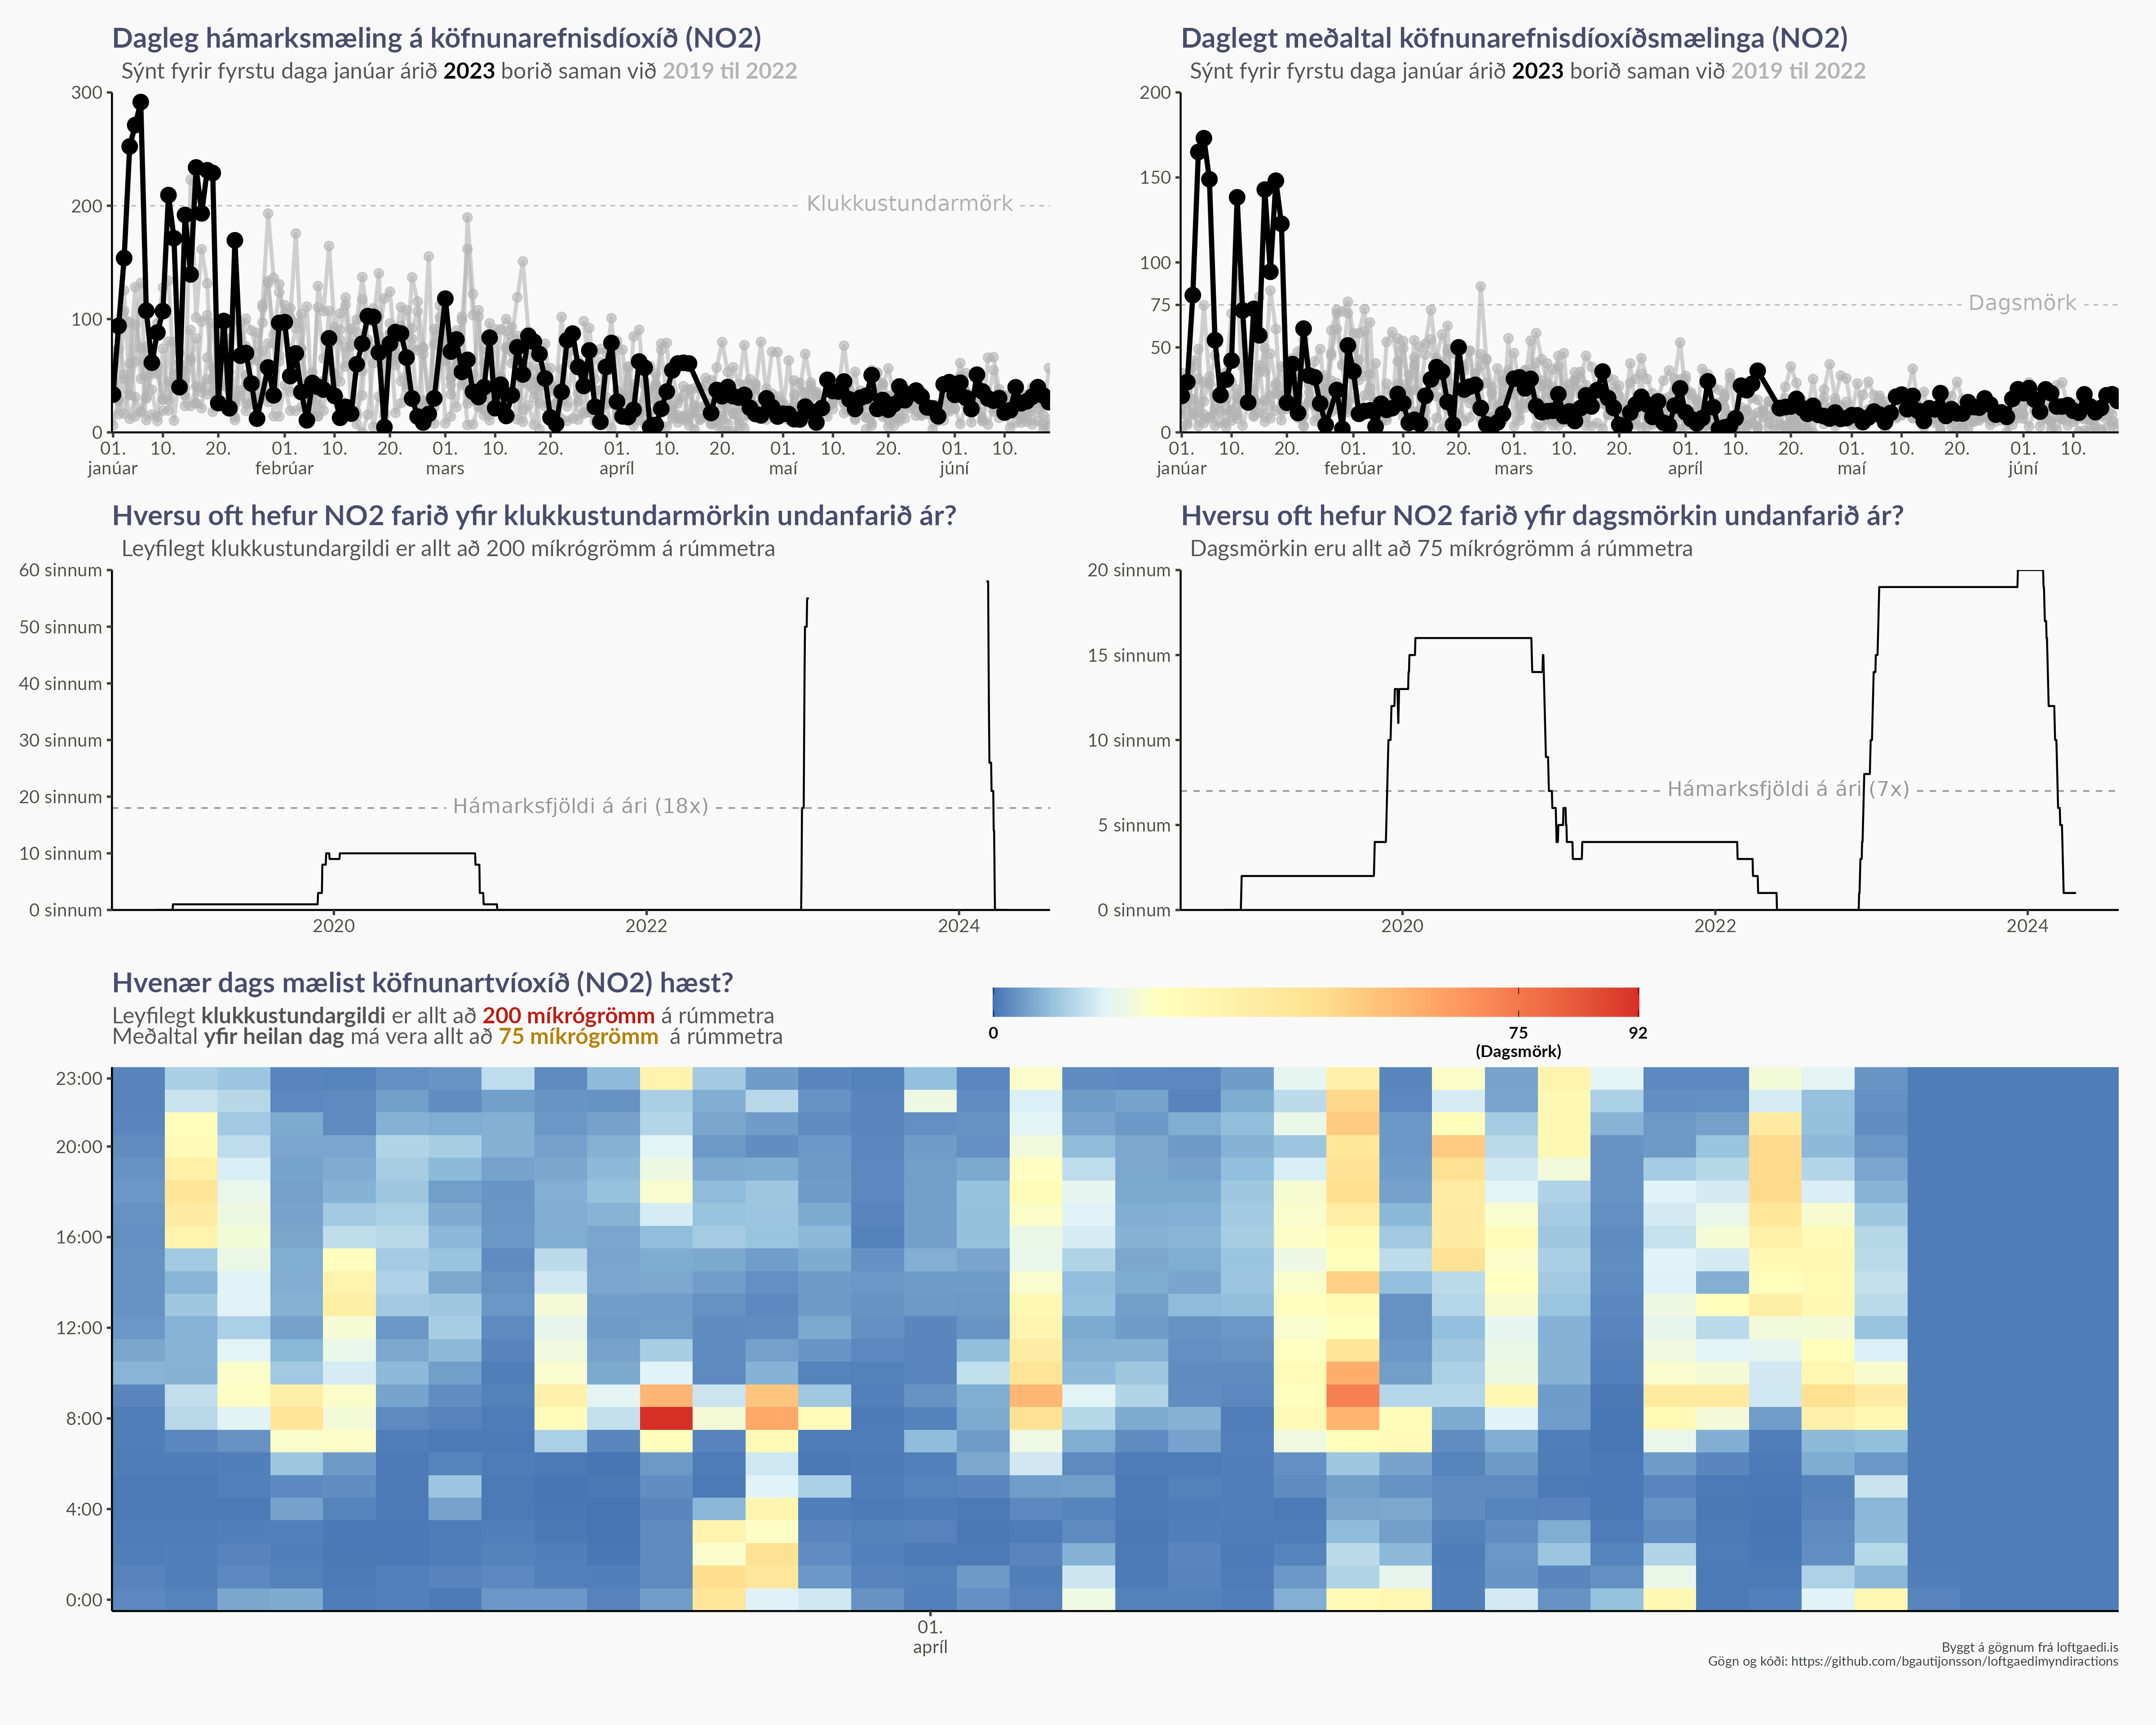 Dagleg hámarksmæling á köfnunarefnisdíoxíð (NO2)
Sýnt fyrir fyrstu daga janúar árið 2023 borið saman við 2019 til 2022
300
200
100
0
Klukkustundarmörk
01. 10. 20. 01. 10. 20. 01. 10. 20. 01. 10. 20. 01. 10. 20. 01. 10.
janúar febrúar mars apríl maí júní
Daglegt meðaltal köfnunarefnisdíoxíðsmælinga (NO2)
Sýnt fyrir fyrstu daga janúar árið 2023 borið saman við 2019 til 2022
200
150
100
75
50
0
Dagsmörk
01. 10. 20. 01. 10. 20. 01. 10. 20. 01. 10. 20. 01. 10. 20. 01. 10.
janúar febrúar mars apríl maí júní
Hversu oft hefur NO2 farið yfir klukkustundarmörkin undanfarið ár?
Leyfilegt klukkustundargildi er allt að 200 míkrógrömm á rúmmetra
60 sinnum
50 sinnum
40 sinnum
30 sinnum
20 sinnum
10 sinnum
0 sinnum
Hámarksfjöldi á ári (18x)
2020 2022 2024
Hversu oft hefur NO2 farið yfir dagsmörkin undanfarið ár?
Dagsmörkin eru allt að 75 míkrógrömm á rúmmetra
20 sinnum
15 sinnum
10 sinnum
5 sinnum
0 sinnum
Hámarksfjöldi á ári (7x)
2020 2022 2024
Hvenær dags mælist köfnunartvíoxíð (NO2) hæst?
Leyfilegt klukkustundargildi er allt að 200 míkrógrömm á rúmmetra
Meðaltal yfir heilan dag má vera allt að 75 míkrógrömm á rúmmetra
0 75 92
(Dagsmörk)
23:00
20:00
16:00
12:00
8:00
4:00
0:00
01.
apríl
Byggt á gögnum frá loftgaedi.is
Gögn og kóði: https://github.com/bgautijonsson/loftgaedimyndiractions